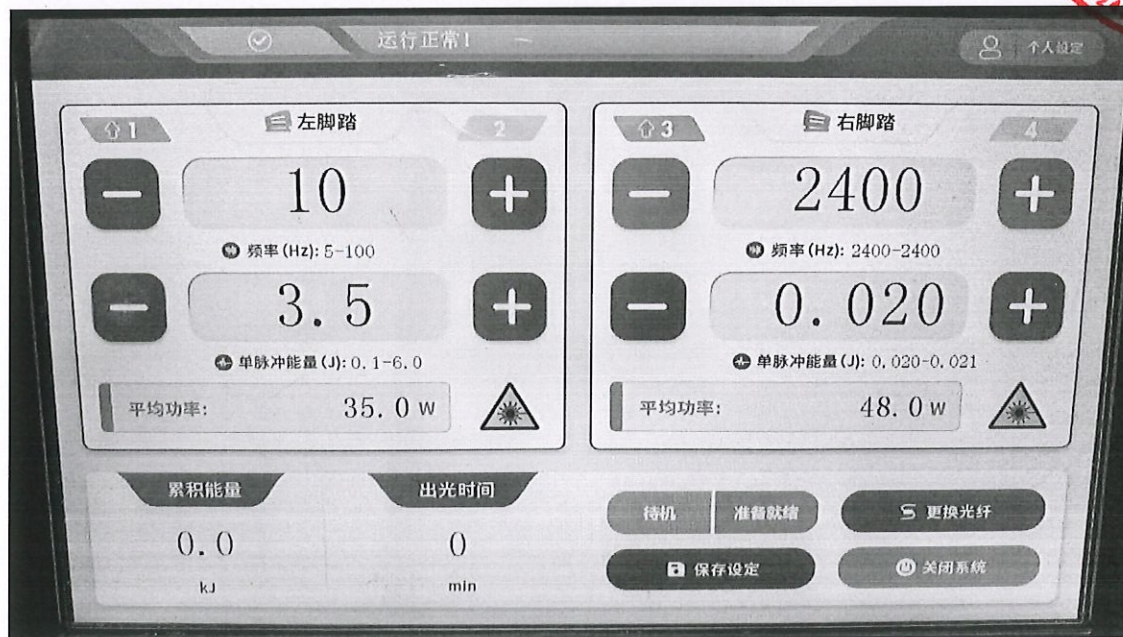 运行正常!
个人设定
1 左脚踏 2
10
频率(Hz): 5-100
3.5
单脉冲能量(J): 0.1-6.0
平均功率: 35.0 W
3 右脚踏 4
2400
频率(Hz): 2400-2400
0.020
单脉冲能量(J): 0.020-0.021
平均功率: 48.0 W
累积能量
0.0
kJ
出光时间
0
min
待机 准备就绪
更换光纤
保存设定
关闭系统